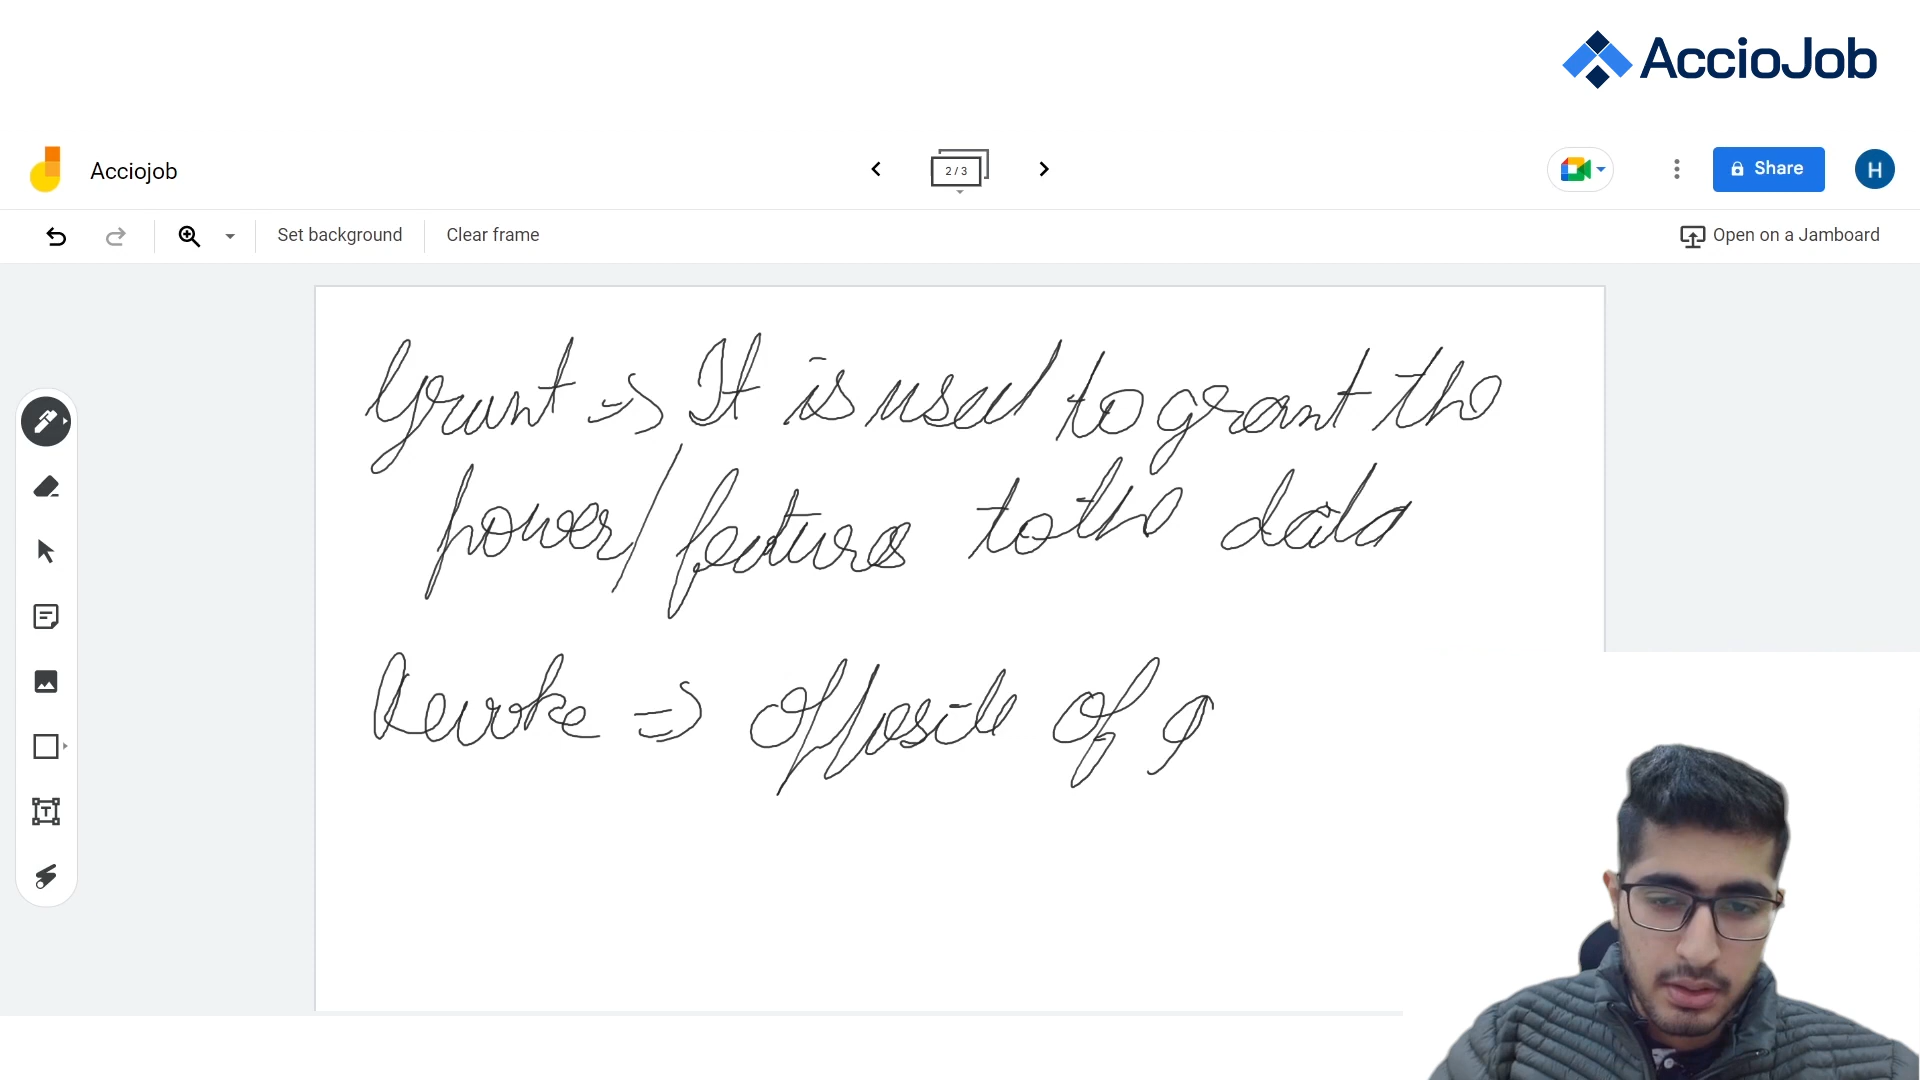 AccioJob
Acciojob
2 / 3
Share
H
Set background
Clear frame
Open on a Jamboard
Grant => It is used to grant the
power/features to the data
Revoke => opposite of g
T